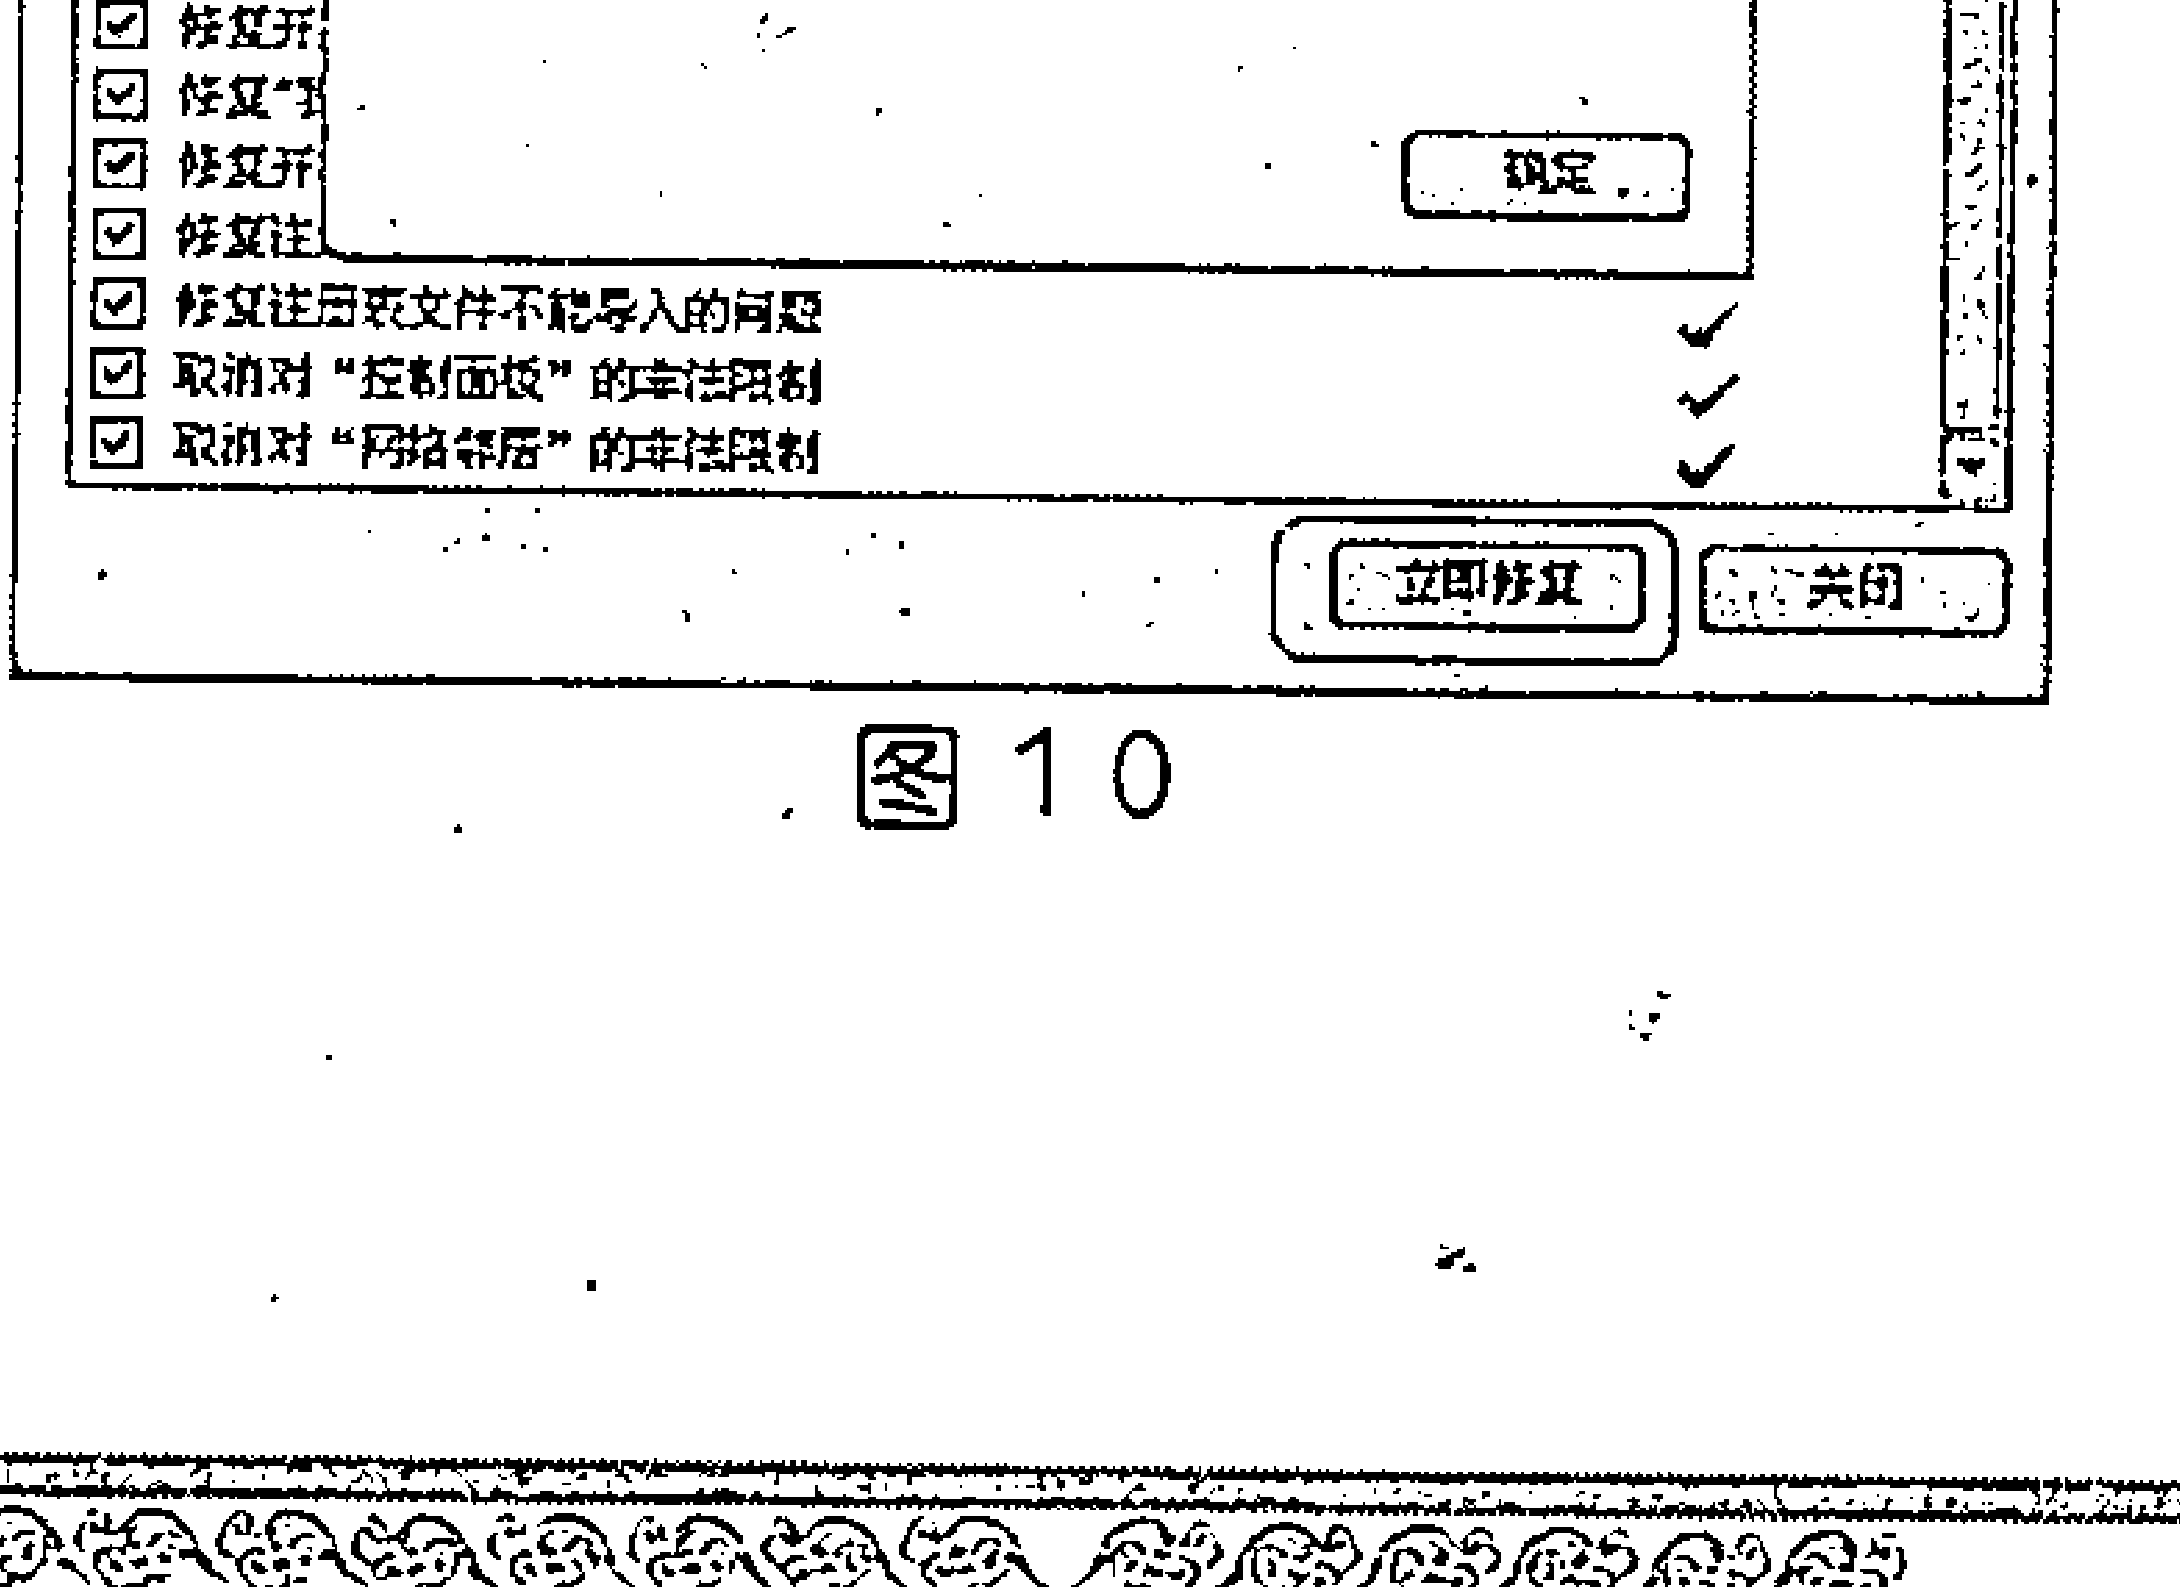 修复开
修复“我
修复开
确定
修复注
修复注册表文件不能导入的问题
取消对“控制面板”的非法限制
取消对“网络邻居”的非法限制
立即修复 关闭
图 10